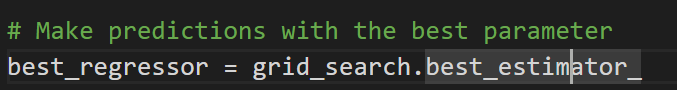 # Make predictions with the best parameter
best_regressor = grid_search.best_estimator_